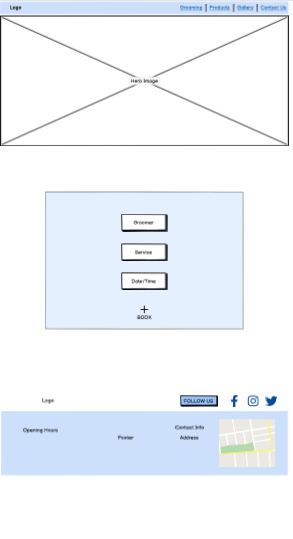 Logo Grooming | Products | Gallery | Contact Us
Hero Image
Groomer
Service
Date/Time
BOOK
Logo FOLLOW US
Opening Hours
Footer
Contact Info
Address